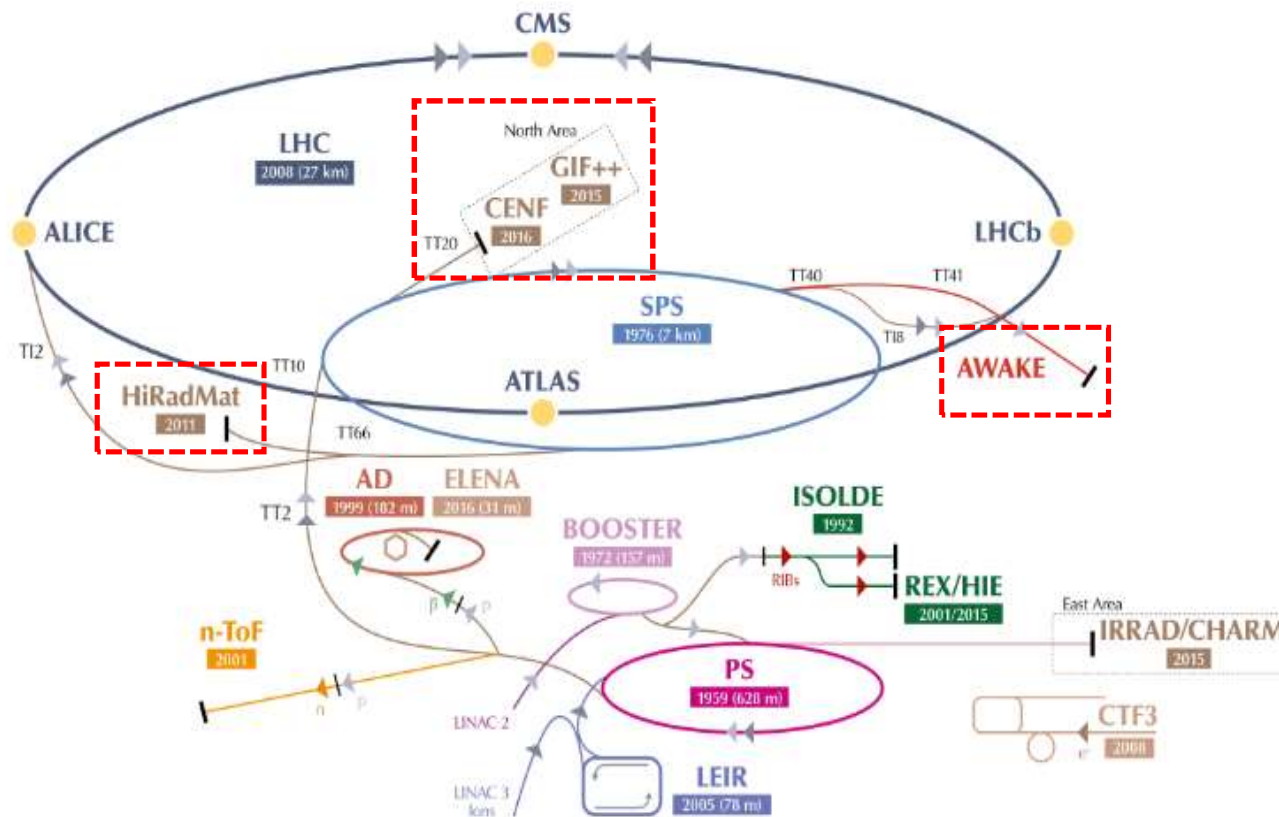 CMS
North Area
LHC
2008 (27 km)
GIF++
2015
CENF
2016
ALICE
TT20
LHCb
TT40
TT41
SPS
1976 (7 km)
TI8
TI2
TT10
AWAKE
HiRadMat
2011
ATLAS
TT66
AD
1999 (182 m)
ELENA
2016 (31 m)
TT2
ISOLDE
1992
BOOSTER
1972 (157 m)
RIBs
REX/HIE
2001/2015
p
p
East Area
n-ToF
2001
IRRAD/CHARM
2015
PS
1959 (628 m)
n
p
LINAC 2
CTF3
2008
LEIR
2005 (78 m)
LINAC 3
Ions